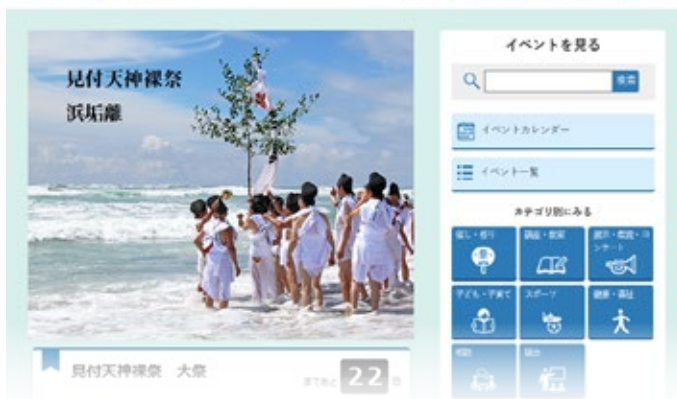 見付天神裸祭
浜垢離
見付天神裸祭　大祭
まであと 22 日
イベントを見る
検索
イベントカレンダー
イベント一覧
カテゴリ別にみる
催し・祭り
講座・教室
展示・鑑賞・コンサート
子ども・子育て
スポーツ
健康・福祉
相談